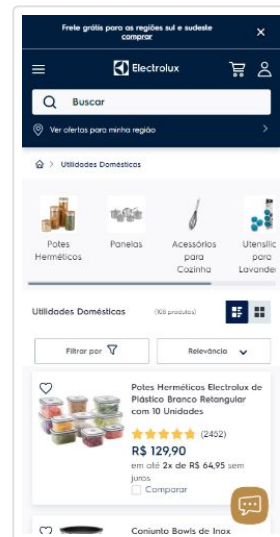 Frete grátis para as regiões sul e sudeste
comprar
Electrolux
Buscar
Ver ofertas para minha região
> Utilidades Domésticas
Potes
Herméticos
Panelas
Acessórios
para
Cozinha
Utensílic
para
Lavander
Utilidades Domésticas
(108 produtos)
Filtrar por
Relevância
Potes Herméticos Electrolux de
Plástico Branco Retangular
com 10 Unidades
(2452)
R$ 129,90
em até 2x de R$ 64,95 sem
juros
Comparar
Conjunto Bowls de Inox